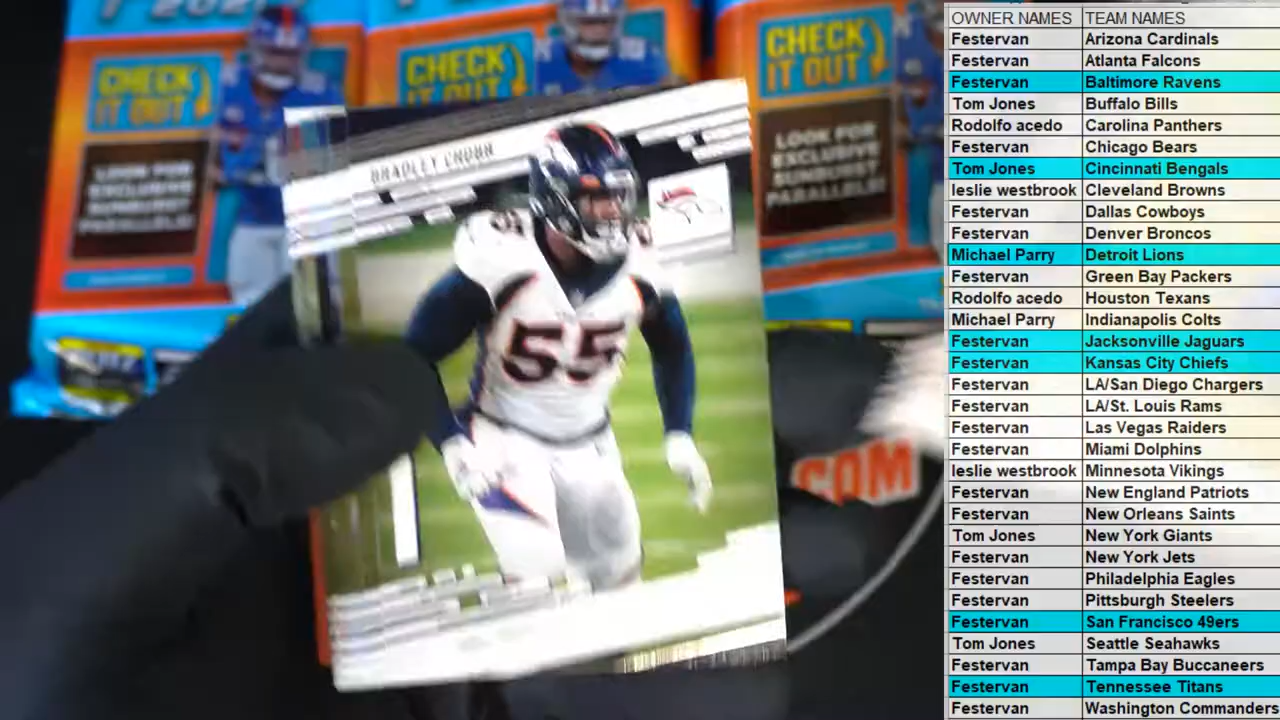 CHECK
IT OUT
LOOK FOR
EXCLUSIVE
SUNBURST
PARALLELS!
CHECK
IT OUT
CHECK
IT OUT
LOOK FOR
EXCLUSIVE
SUNBURST
PARALLELS!
BRADLEY CHUBB
55
.COM
OWNER NAMES TEAM NAMES
Festervan Arizona Cardinals
Festervan Atlanta Falcons
Festervan Baltimore Ravens
Tom Jones Buffalo Bills
Rodolfo acedo Carolina Panthers
Festervan Chicago Bears
Tom Jones Cincinnati Bengals
leslie westbrook Cleveland Browns
Festervan Dallas Cowboys
Festervan Denver Broncos
Michael Parry Detroit Lions
Festervan Green Bay Packers
Rodolfo acedo Houston Texans
Michael Parry Indianapolis Colts
Festervan Jacksonville Jaguars
Festervan Kansas City Chiefs
Festervan LA/San Diego Chargers
Festervan LA/St. Louis Rams
Festervan Las Vegas Raiders
Festervan Miami Dolphins
leslie westbrook Minnesota Vikings
Festervan New England Patriots
Festervan New Orleans Saints
Tom Jones New York Giants
Festervan New York Jets
Festervan Philadelphia Eagles
Festervan Pittsburgh Steelers
Festervan San Francisco 49ers
Tom Jones Seattle Seahawks
Festervan Tampa Bay Buccaneers
Festervan Tennessee Titans
Festervan Washington Commanders